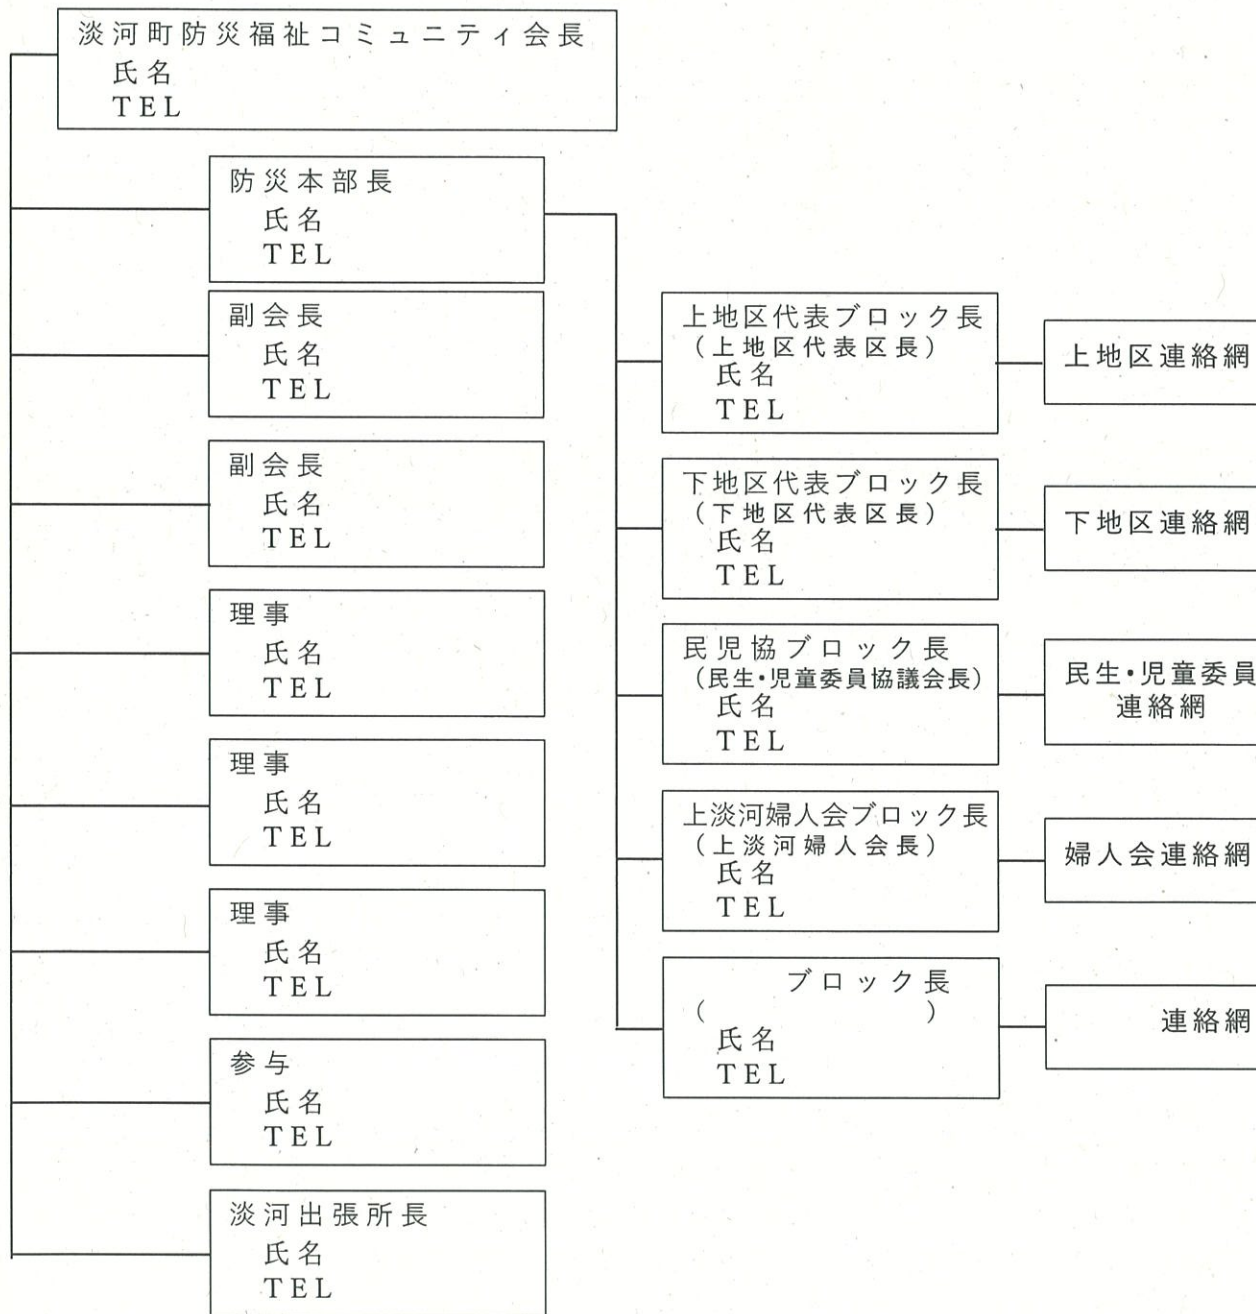 淡河町防災福祉コミュニティ会長
氏名
TEL
防災本部長
氏名
TEL
副会長
氏名
TEL
副会長
氏名
TEL
理事
氏名
TEL
理事
氏名
TEL
理事
氏名
TEL
参与
氏名
TEL
淡河出張所長
氏名
TEL
上地区代表ブロック長
(上地区代表区長)
氏名
TEL
上地区連絡網
下地区代表ブロック長
(下地区代表区長)
氏名
TEL
下地区連絡網
民児協ブロック長
(民生・児童委員協議会長)
氏名
TEL
民生・児童委員
連絡網
上淡河婦人会ブロック長
(上淡河婦人会長)
氏名
TEL
婦人会連絡網
ブロック長
(　　　　　　　)
氏名
TEL
連絡網